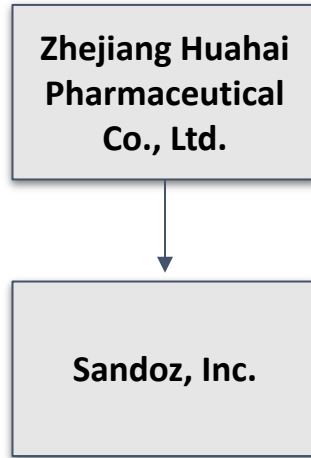 Zhejiang Huahai
Pharmaceutical
Co., Ltd.
Sandoz, Inc.